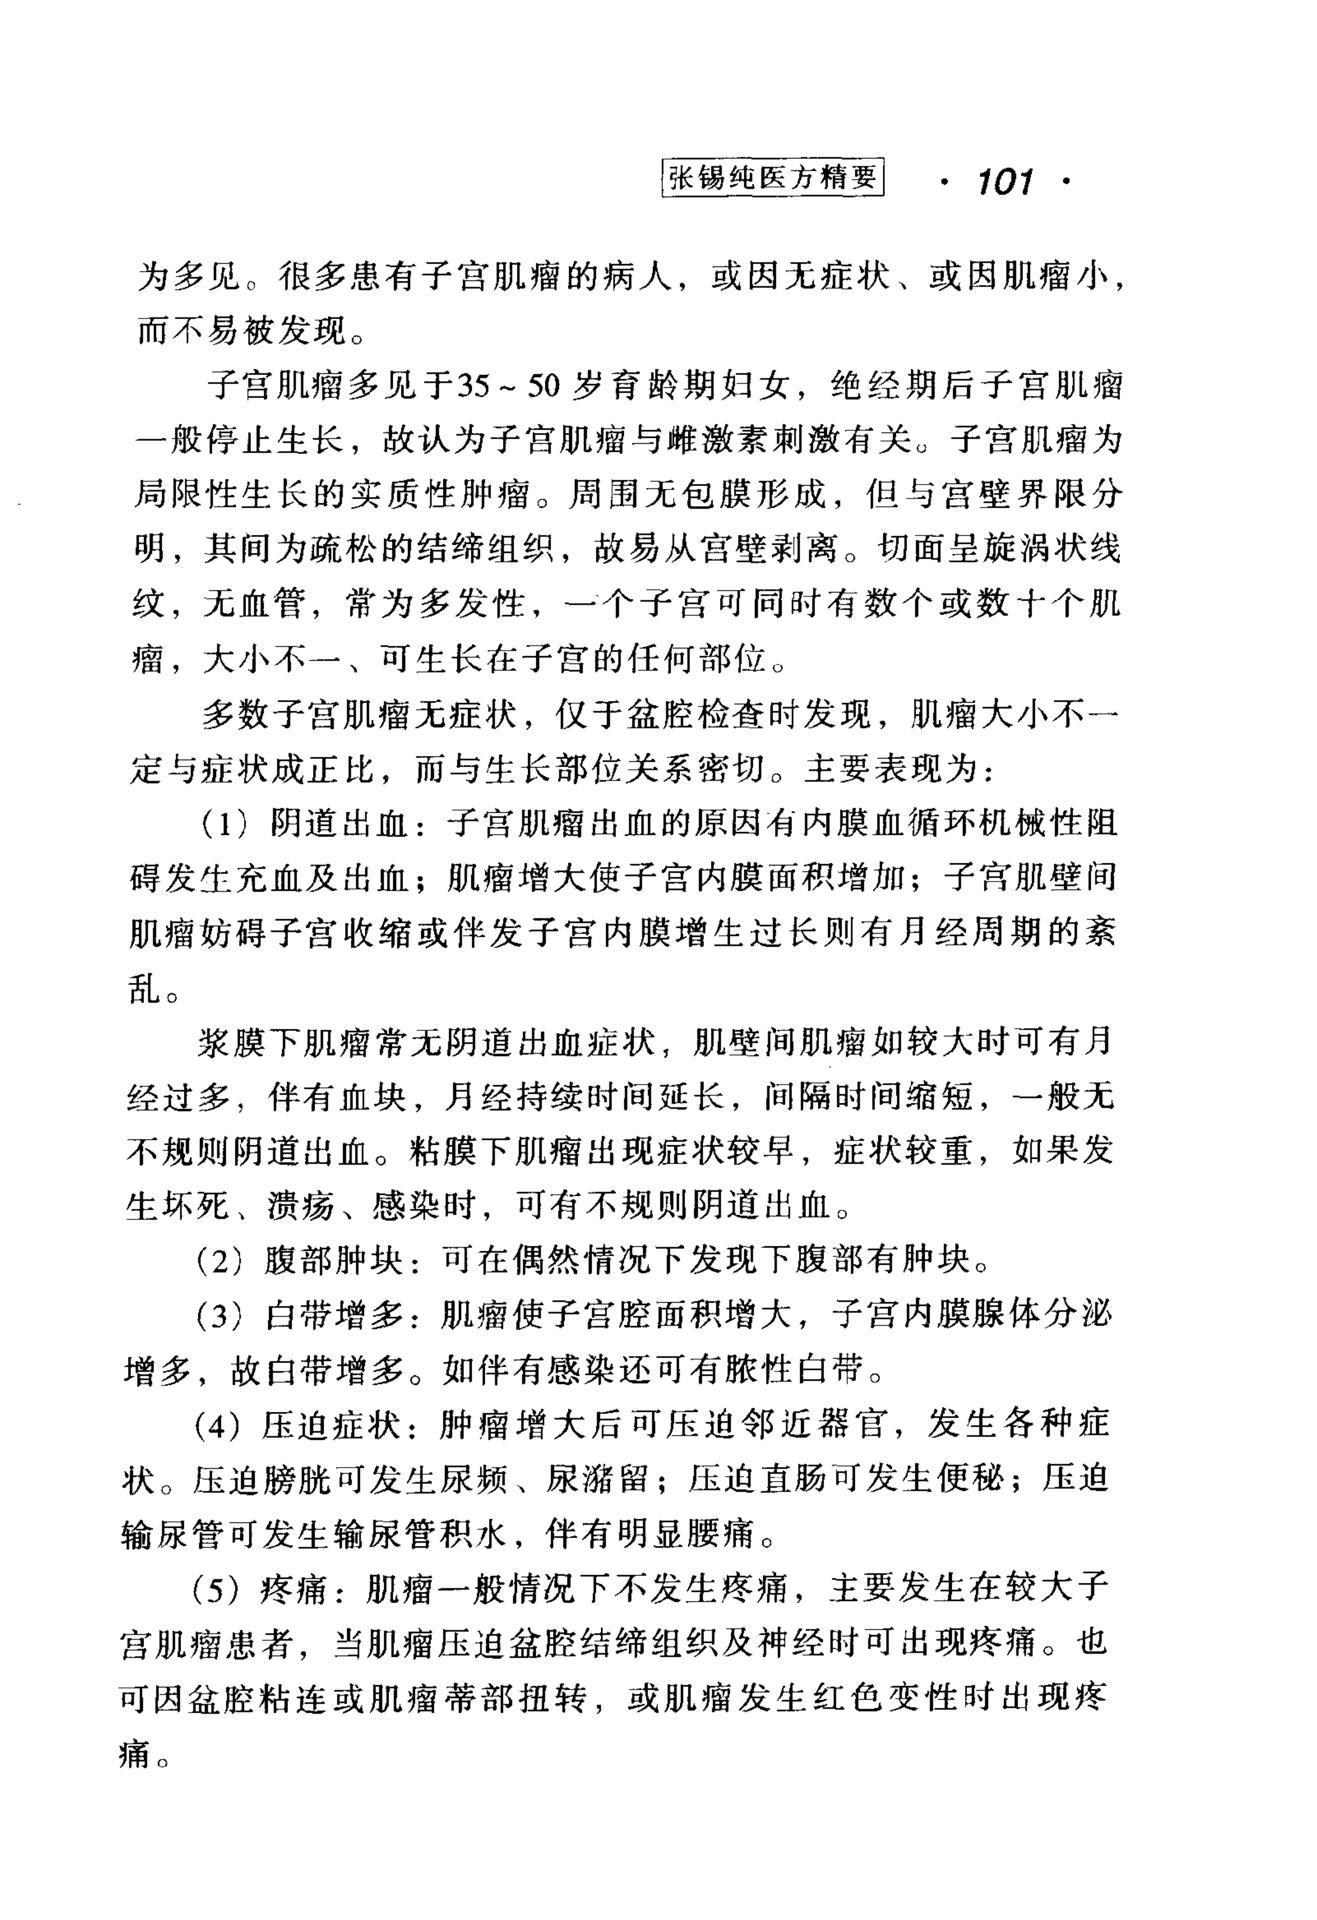 张锡纯医方精要 · 101 ·
为多见。很多患有子宫肌瘤的病人，或因无症状、或因肌瘤小，
而不易被发现。
子宫肌瘤多见于35～50岁育龄期妇女，绝经期后子宫肌瘤
一般停止生长，故认为子宫肌瘤与雌激素刺激有关。子宫肌瘤为
局限性生长的实质性肿瘤。周围无包膜形成，但与宫壁界限分
明，其间为疏松的结缔组织，故易从宫壁剥离。切面呈旋涡状线
纹，无血管，常为多发性，一个子宫可同时有数个或数十个肌
瘤，大小不一、可生长在子宫的任何部位。
多数子宫肌瘤无症状，仅于盆腔检查时发现，肌瘤大小不一
定与症状成正比，而与生长部位关系密切。主要表现为：
（1）阴道出血：子宫肌瘤出血的原因有内膜血循环机械性阻
碍发生充血及出血；肌瘤增大使子宫内膜面积增加；子宫肌壁间
肌瘤妨碍子宫收缩或伴发子宫内膜增生过长则有月经周期的紊
乱。
浆膜下肌瘤常无阴道出血症状，肌壁间肌瘤如较大时可有月
经过多，伴有血块，月经持续时间延长，间隔时间缩短，一般无
不规则阴道出血。粘膜下肌瘤出现症状较早，症状较重，如果发
生坏死、溃疡、感染时，可有不规则阴道出血。
（2）腹部肿块：可在偶然情况下发现下腹部有肿块。
（3）白带增多：肌瘤使子宫腔面积增大，子宫内膜腺体分泌
增多，故白带增多。如伴有感染还可有脓性白带。
（4）压迫症状：肿瘤增大后可压迫邻近器官，发生各种症
状。压迫膀胱可发生尿频、尿潴留；压迫直肠可发生便秘；压迫
输尿管可发生输尿管积水，伴有明显腰痛。
（5）疼痛：肌瘤一般情况下不发生疼痛，主要发生在较大子
宫肌瘤患者，当肌瘤压迫盆腔结缔组织及神经时可出现疼痛。也
可因盆腔粘连或肌瘤蒂部扭转，或肌瘤发生红色变性时出现疼
痛。